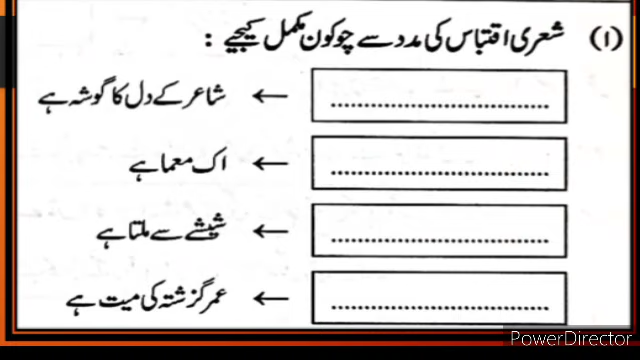 (۱) شعری اقتباس کی مدد سے چوکون مکمل کیجیے :
........................................ ← شاعر کے دل کا گوشہ ہے
........................................ ← اک معما ہے
........................................ ← شیشے سے ملتا ہے
........................................ ← عمر گزشتہ کی میت ہے
PowerDirector